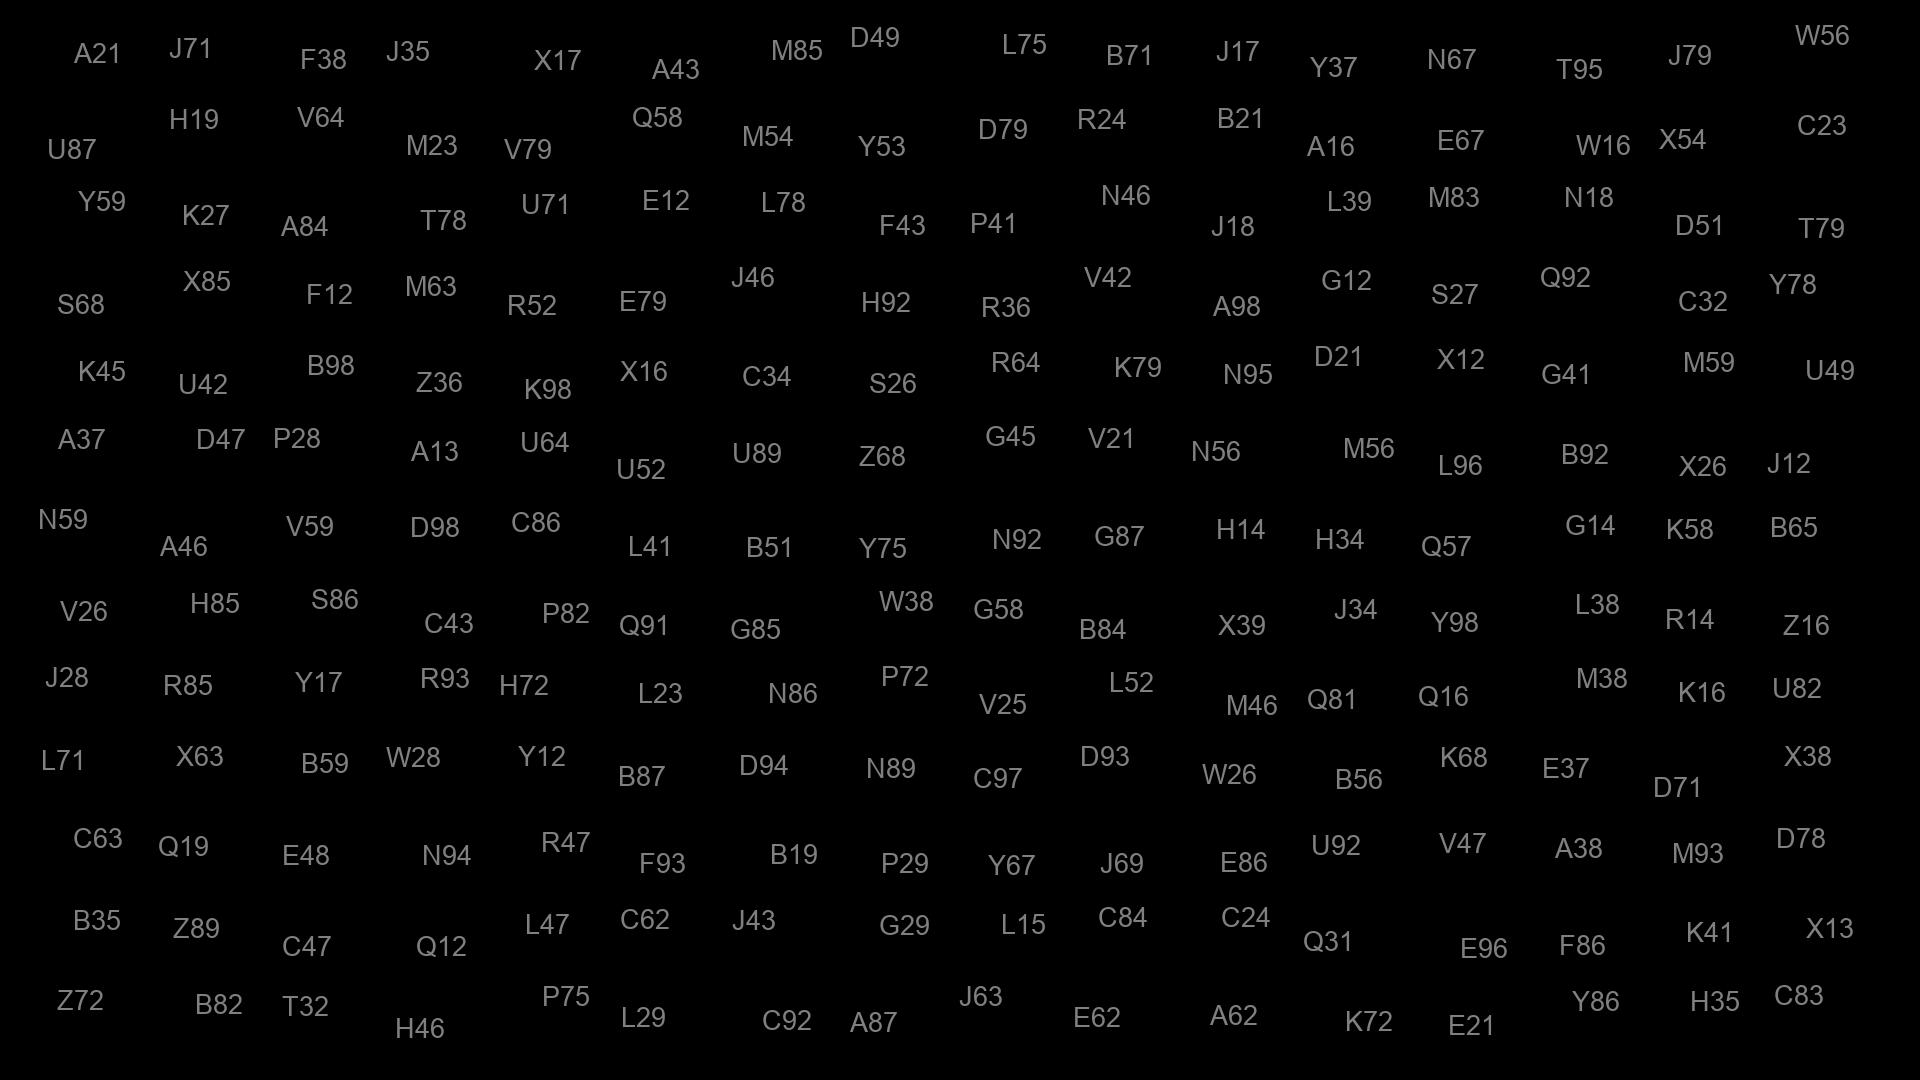 A21 J71 F38 J35 X17 A43 M85 D49 L75 B71 J17 Y37 N67 T95 J79 W56
U87 H19 V64 M23 V79 Q58 M54 Y53 D79 R24 B21 A16 E67 W16 X54 C23
Y59 K27 A84 T78 U71 E12 L78 F43 P41 N46 J18 L39 M83 N18 D51 T79
S68 X85 F12 M63 R52 E79 J46 H92 R36 V42 A98 G12 S27 Q92 C32 Y78
K45 U42 B98 Z36 K98 X16 C34 S26 R64 K79 N95 D21 X12 G41 M59 U49
A37 D47 P28 A13 U64 U52 U89 Z68 G45 V21 N56 M56 L96 B92 X26 J12
N59 A46 V59 D98 C86 L41 B51 Y75 N92 G87 H14 H34 Q57 G14 K58 B65
V26 H85 S86 C43 P82 Q91 G85 W38 G58 B84 X39 J34 Y98 L38 R14 Z16
J28 R85 Y17 R93 H72 L23 N86 P72 V25 L52 M46 Q81 Q16 M38 K16 U82
L71 X63 B59 W28 Y12 B87 D94 N89 C97 D93 W26 B56 K68 E37 D71 X38
C63 Q19 E48 N94 R47 F93 B19 P29 Y67 J69 E86 U92 V47 A38 M93 D78
B35 Z89 C47 Q12 L47 C62 J43 G29 L15 C84 C24 Q31 E96 F86 K41 X13
Z72 B82 T32 H46 P75 L29 C92 A87 J63 E62 A62 K72 E21 Y86 H35 C83